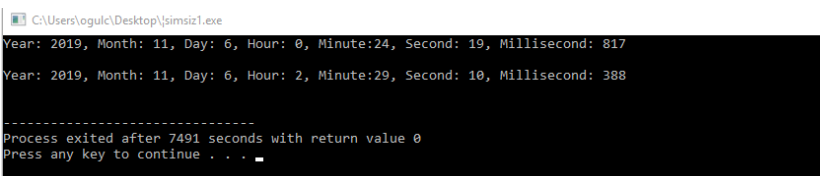 C:\Users\ogulc\Desktop\¦simsiz1.exe
Year: 2019, Month: 11, Day: 6, Hour: 0, Minute:24, Second: 19, Millisecond: 817
Year: 2019, Month: 11, Day: 6, Hour: 2, Minute:29, Second: 10, Millisecond: 388
--------------------------------
Process exited after 7491 seconds with return value 0
Press any key to continue . . .